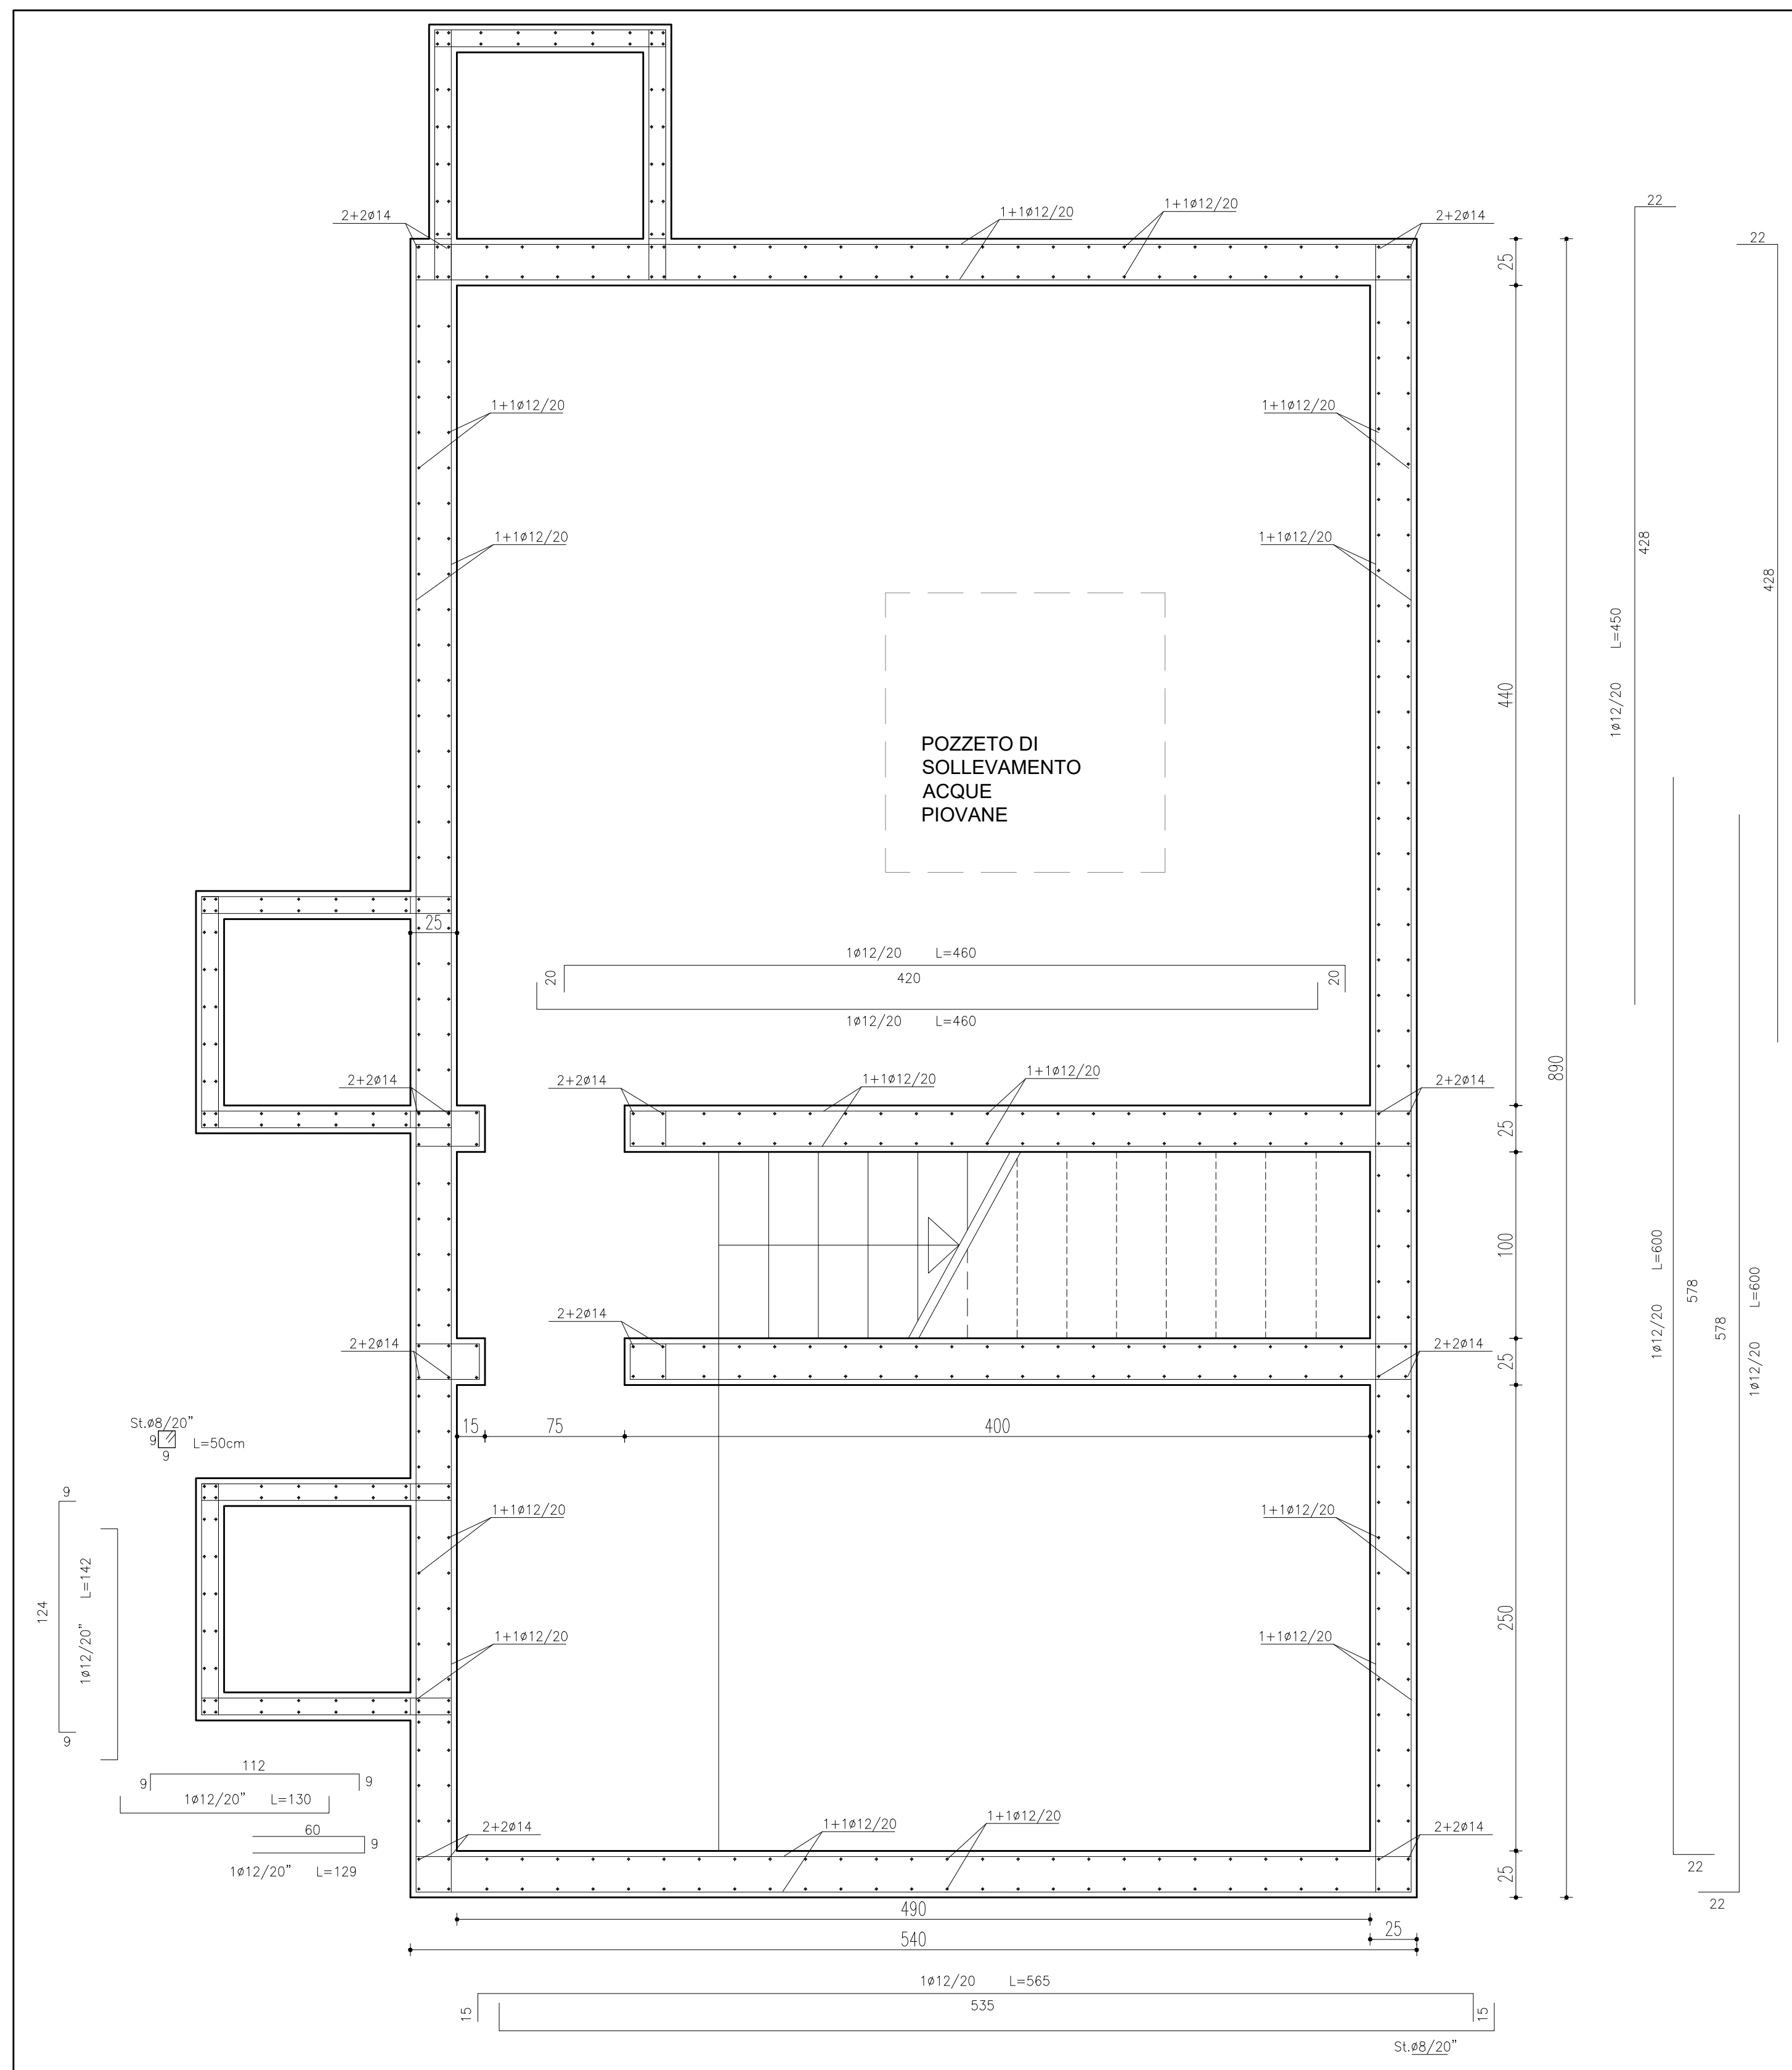 2+2ø14
1+1ø12/20
1+1ø12/20
2+2ø14
22
22
25
1+1ø12/20
1+1ø12/20
1+1ø12/20
1+1ø12/20
428
428
1ø12/20 L=450
440
POZZETO DI
SOLLEVAMENTO
ACQUE
PIOVANE
25
1ø12/20 L=460
20
420
20
1ø12/20 L=460
890
2+2ø14
2+2ø14
1+1ø12/20
1+1ø12/20
2+2ø14
25
100
1ø12/20 L=600
578
578
1ø12/20 L=600
2+2ø14
2+2ø14
2+2ø14
25
St.ø8/20"
9
L=50cm
9
15
75
400
9
1+1ø12/20
1+1ø12/20
124
1ø12/20" L=142
250
1+1ø12/20
1+1ø12/20
9
112
9
9
1ø12/20" L=130
60
9
1ø12/20" L=129
2+2ø14
1+1ø12/20
1+1ø12/20
2+2ø14
25
22
22
490
25
540
1ø12/20 L=565
15
535
15
St.ø8/20"